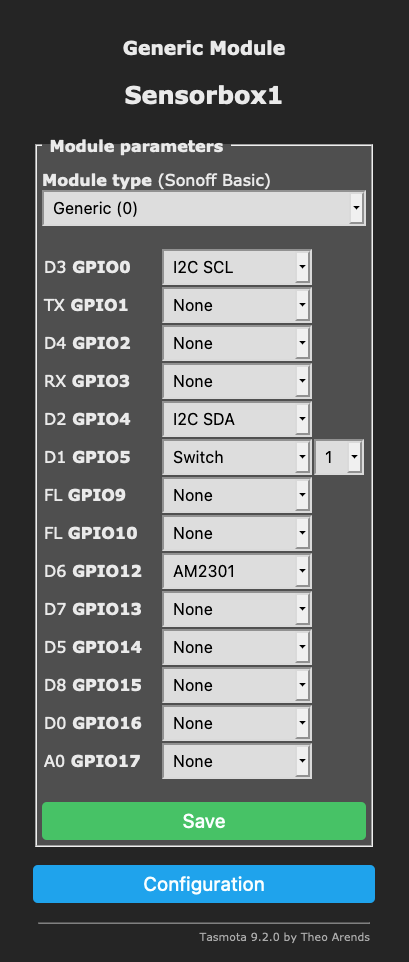 Generic Module
Sensorbox1
Module parameters
Module type (Sonoff Basic)
Generic (0)
D3 GPIO0 I2C SCL
TX GPIO1 None
D4 GPIO2 None
RX GPIO3 None
D2 GPIO4 I2C SDA
D1 GPIO5 Switch 1
FL GPIO9 None
FL GPIO10 None
D6 GPIO12 AM2301
D7 GPIO13 None
D5 GPIO14 None
D8 GPIO15 None
D0 GPIO16 None
A0 GPIO17 None
Save
Configuration
Tasmota 9.2.0 by Theo Arends